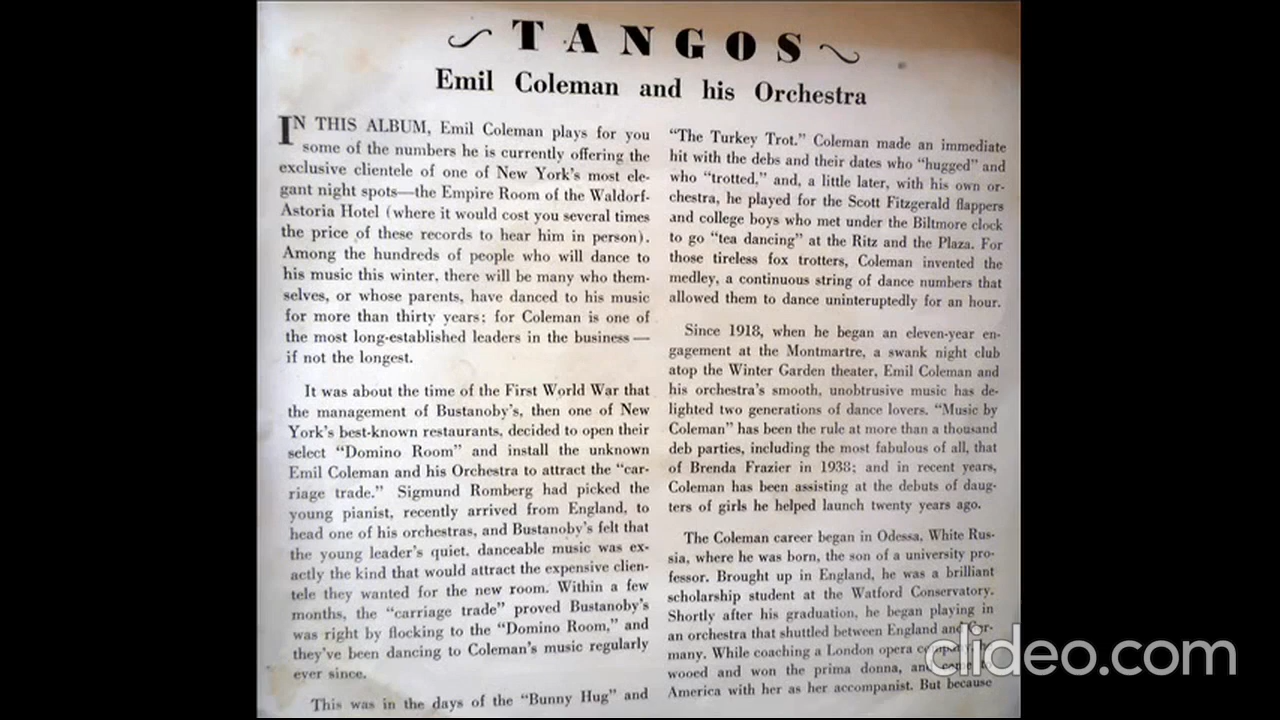 TANGOS
Emil Coleman and his Orchestra
IN THIS ALBUM, Emil Coleman plays for you
some of the numbers he is currently offering the
exclusive clientele of one of New York's most ele-
gant night spots—the Empire Room of the Waldorf-
Astoria Hotel (where it would cost you several times
the price of these records to hear him in person).
Among the hundreds of people who will dance to
his music this winter, there will be many who them-
selves, or whose parents, have danced to his music
for more than thirty years; for Coleman is one of
the most long-established leaders in the business—
if not the longest.
It was about the time of the First World War that
the management of Bustanoby's, then one of New
York's best-known restaurants, decided to open their
select "Domino Room" and install the unknown
Emil Coleman and his Orchestra to attract the "car-
riage trade." Sigmund Romberg had picked the
young pianist, recently arrived from England, to
head one of his orchestras, and Bustanoby's felt that
the young leader's quiet, danceable music was ex-
actly the kind that would attract the expensive clien-
tele they wanted for the new room. Within a few
months, the "carriage trade" proved Bustanoby's
was right by flocking to the "Domino Room," and
they've been dancing to Coleman's music regularly
ever since.
This was in the days of the "Bunny Hug" and
"The Turkey Trot." Coleman made an immediate
hit with the debs and their dates who "hugged" and
who "trotted," and, a little later, with his own or-
chestra, he played for the Scott Fitzgerald flappers
and college boys who met under the Biltmore clock
to go "tea dancing" at the Ritz and the Plaza. For
those tireless fox trotters, Coleman invented the
medley, a continuous string of dance numbers that
allowed them to dance uninteruptedly for an hour.
Since 1918, when he began an eleven-year en-
gagement at the Montmartre, a swank night club
atop the Winter Garden theater, Emil Coleman and
his orchestra's smooth, unobtrusive music has de-
lighted two generations of dance lovers. "Music by
Coleman" has been the rule at more than a thousand
deb parties, including the most fabulous of all, that
of Brenda Frazier in 1938; and in recent years,
Coleman has been assisting at the debuts of daug-
ters of girls he helped launch twenty years ago.
The Coleman career began in Odessa, White Rus-
sia, where he was born, the son of a university pro-
fessor. Brought up in England, he was a brilliant
scholarship student at the Watford Conservatory.
Shortly after his graduation, he began playing in
an orchestra that shuttled between England and Ger-
many. While coaching a London opera
wooed and won the prima donna, and
America with her as her accompanist. But because
clideo.com